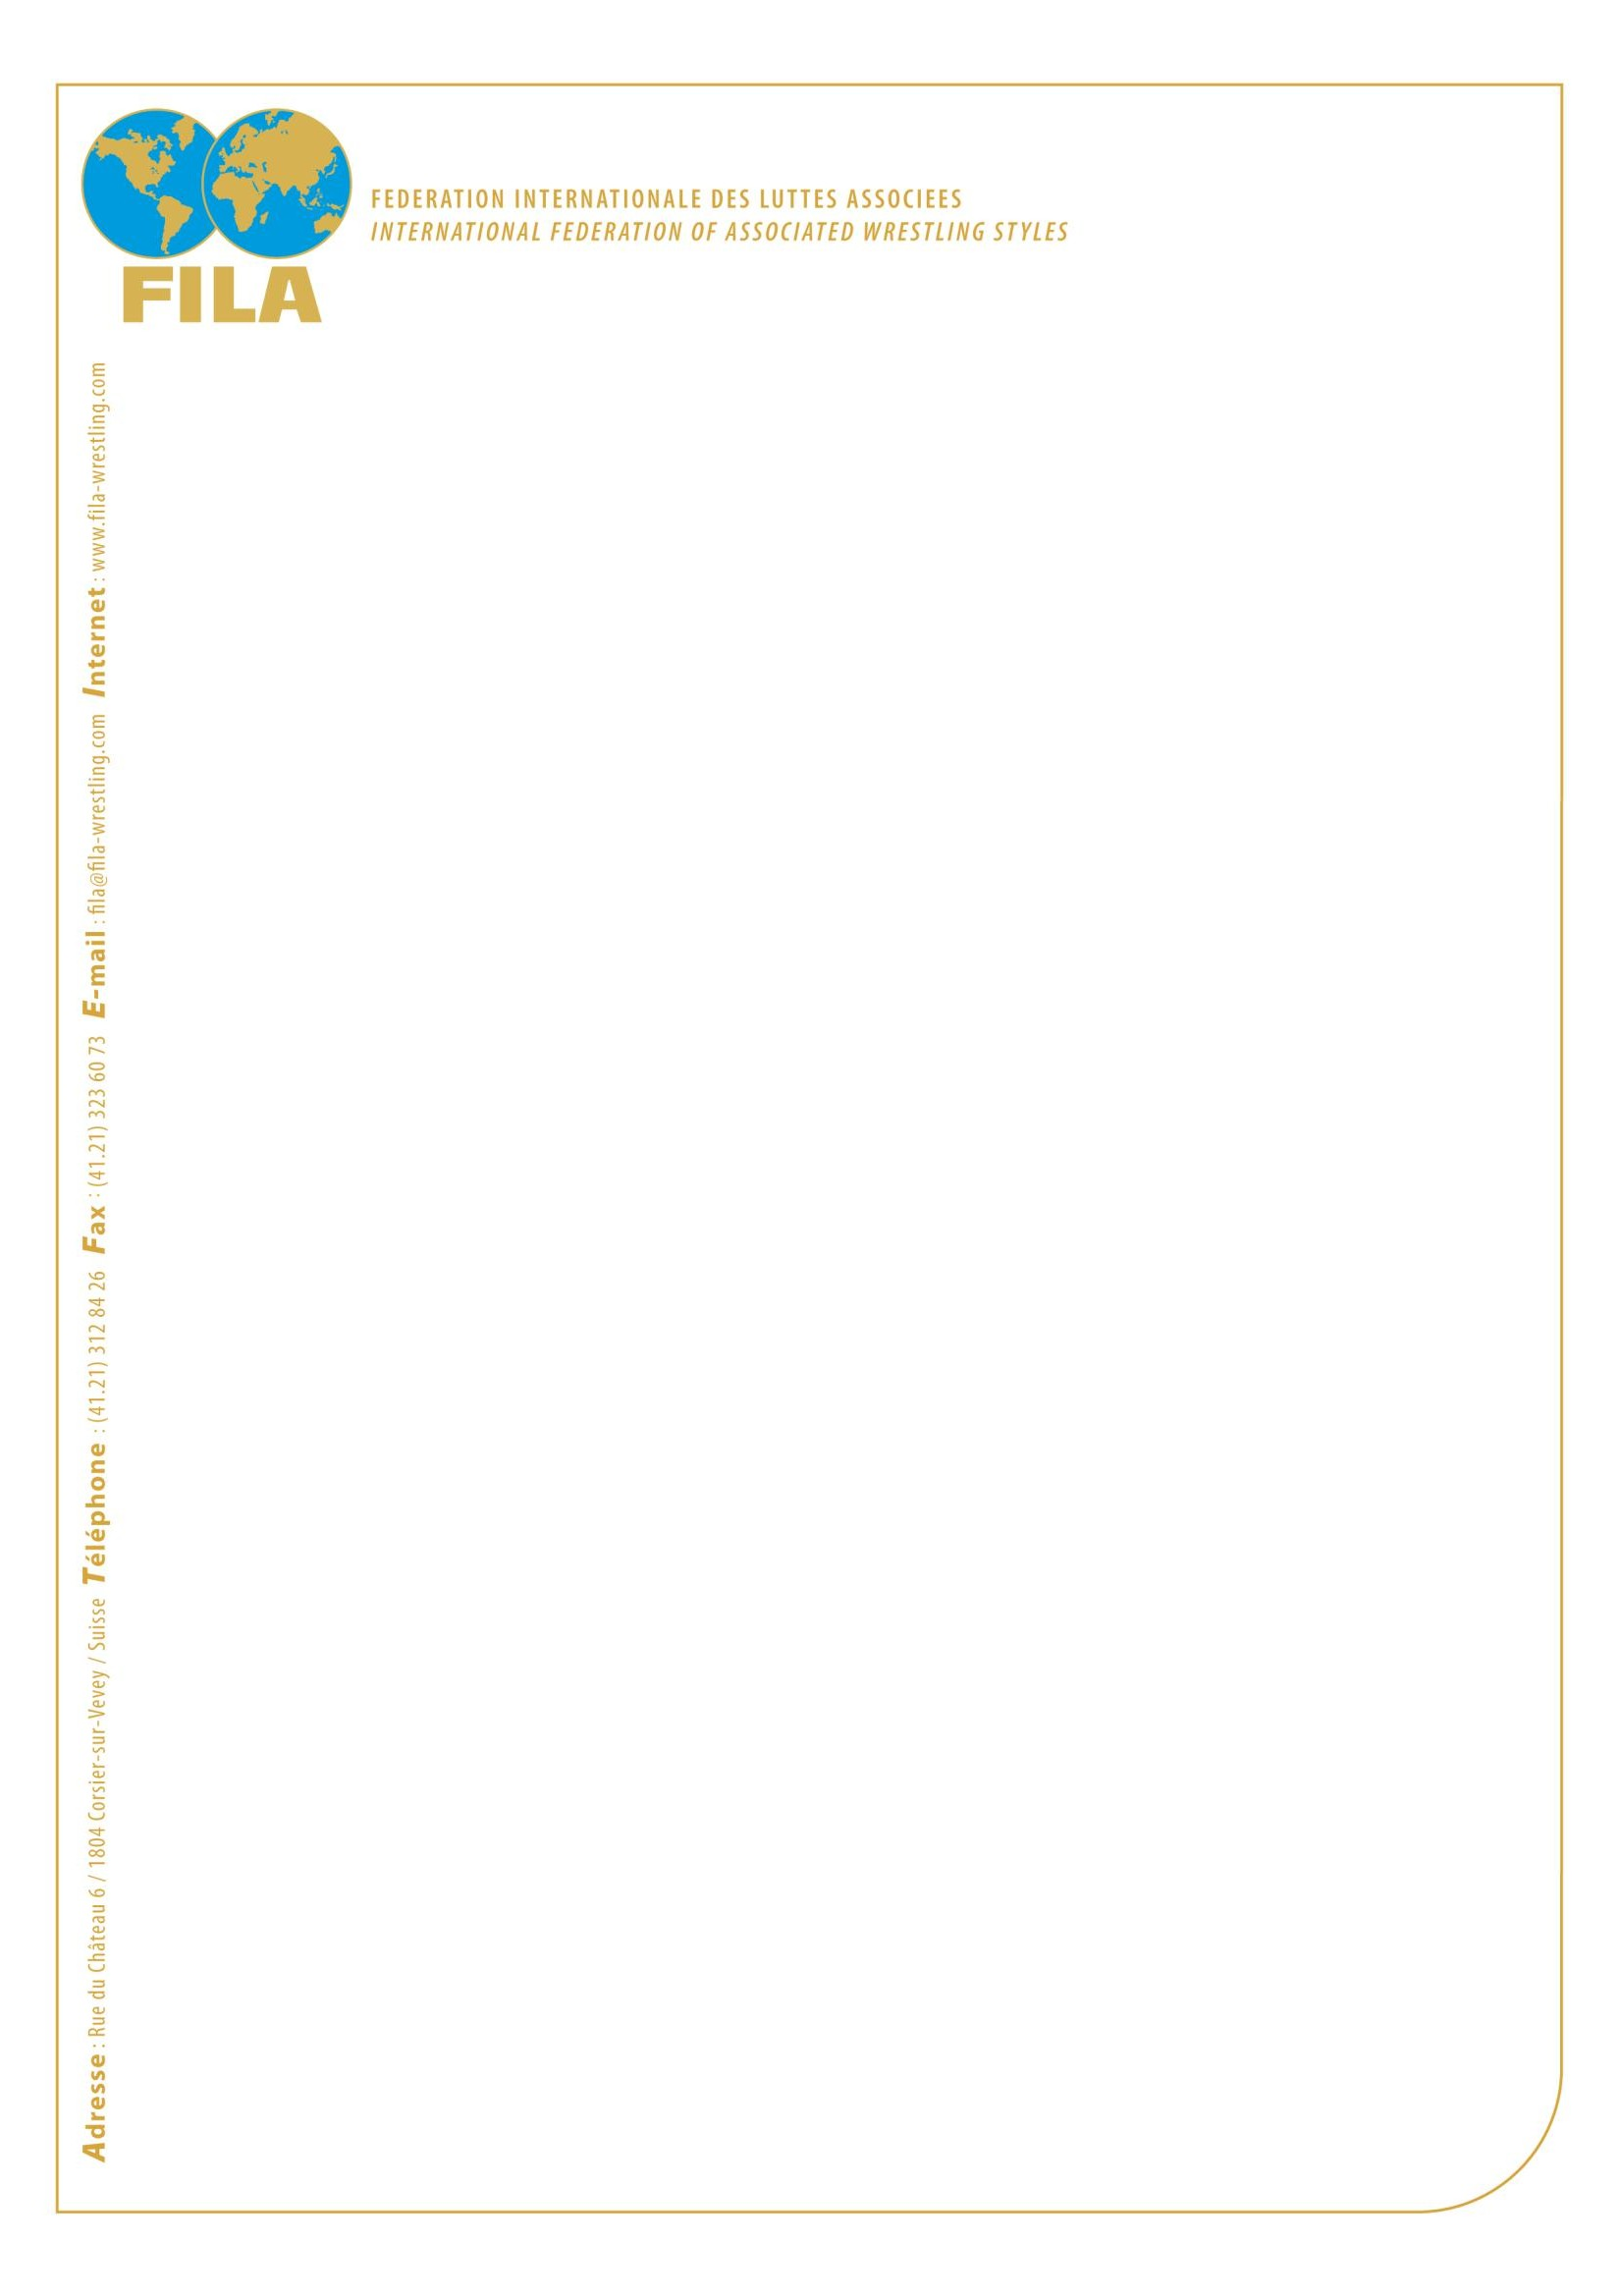 FEDERATION INTERNATIONALE DES LUTTES ASSOCIEES
INTERNATIONAL FEDERATION OF ASSOCIATED WRESTLING STYLES
FILA
Adresse : Rue du Château 6 / 1804 Corsier-sur-Vevey / Suisse Téléphone : (41.21) 312 84 26 Fax : (41.21) 323 60 73 E-mail : fila@fila-wrestling.com Internet : www.fila-wrestling.com